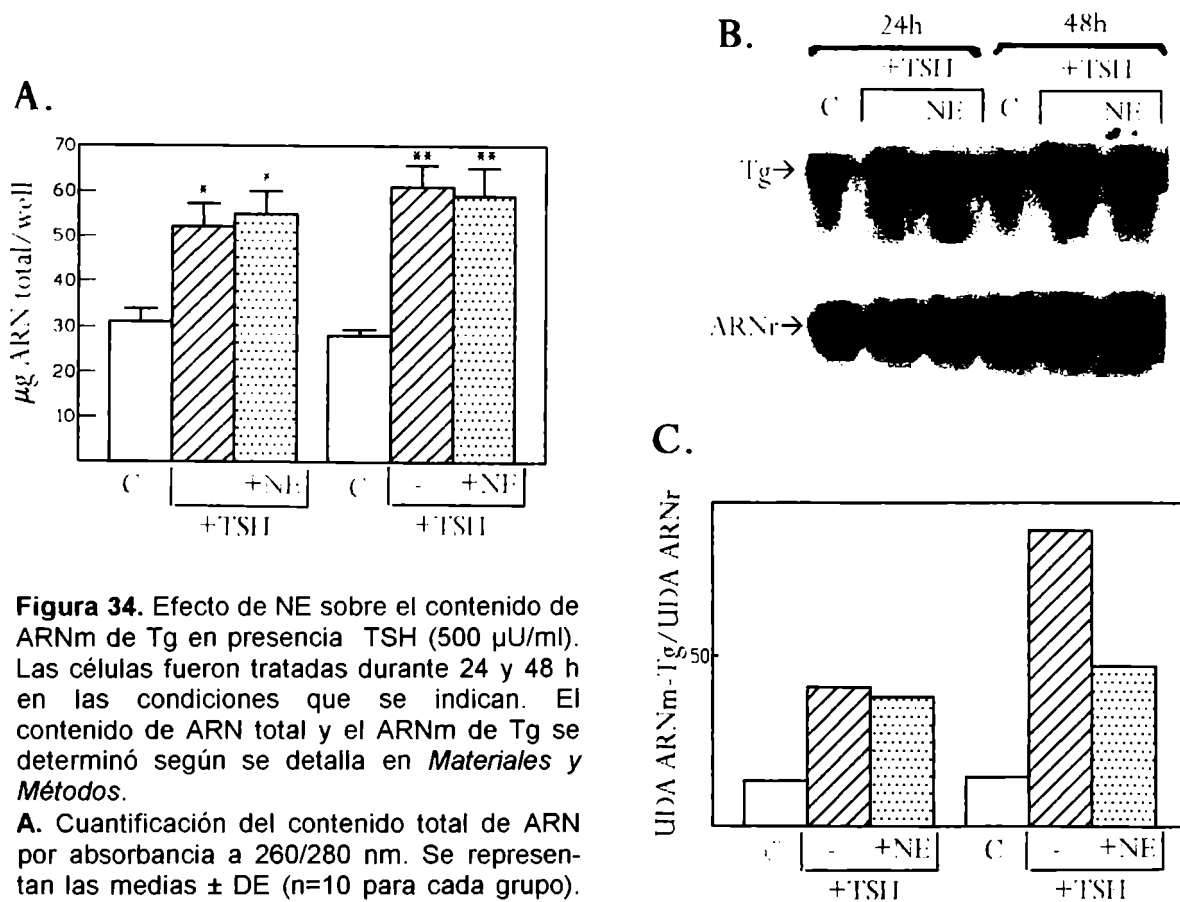 A.
70
60
50
40
30
20
10
µg ARN total/well
* * ** **
C +NE C - +NE
+TSH +TSH
B.
24h 48h
+TSH +TSH
C NE C NE
Tg→
ARNr→
C.
UDA ARNm-Tg/UDA ARNr
50
C - +NE C - +NE
+TSH +TSH
Figura 34. Efecto de NE sobre el contenido de
ARNm de Tg en presencia TSH (500 µU/ml).
Las células fueron tratadas durante 24 y 48 h
en las condiciones que se indican. El
contenido de ARN total y el ARNm de Tg se
determinó según se detalla en Materiales y
Métodos.
A. Cuantificación del contenido total de ARN
por absorbancia a 260/280 nm. Se represen-
tan las medias ± DE (n=10 para cada grupo).